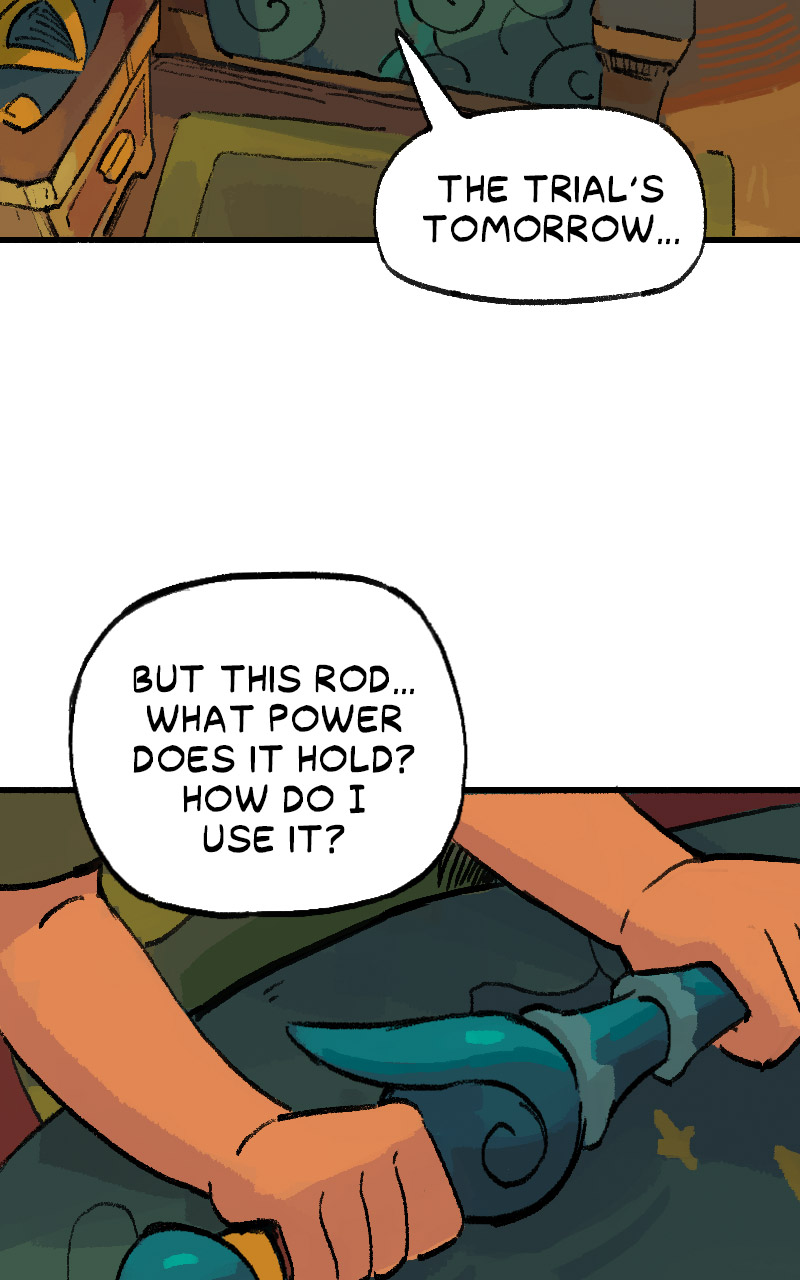 THE TRIAL'S
TOMORROW...
BUT THIS ROD...
WHAT POWER
DOES IT HOLD?
HOW DO I
USE IT?